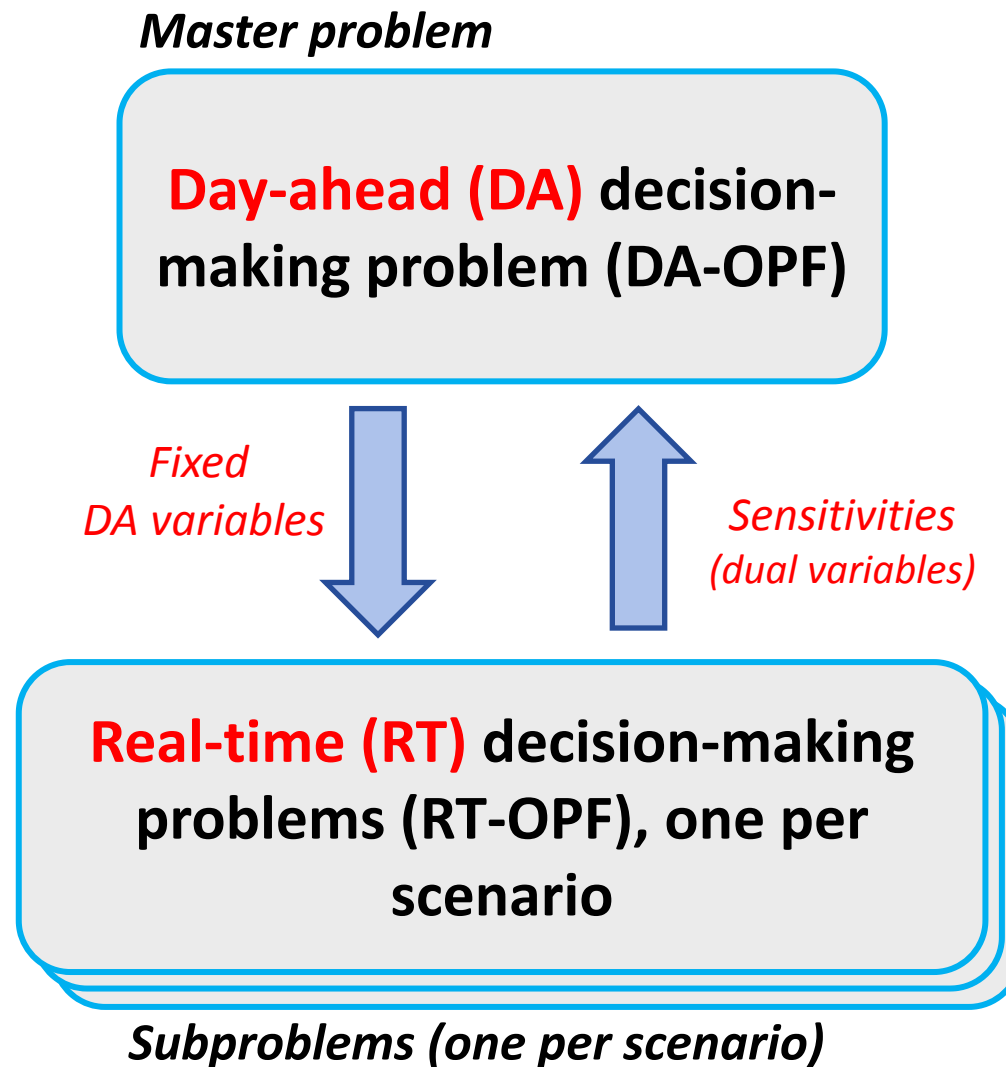 Master problem
Day-ahead (DA) decision-
making problem (DA-OPF)
Fixed
DA variables
Sensitivities
(dual variables)
Real-time (RT) decision-making
problems (RT-OPF), one per
scenario
Subproblems (one per scenario)